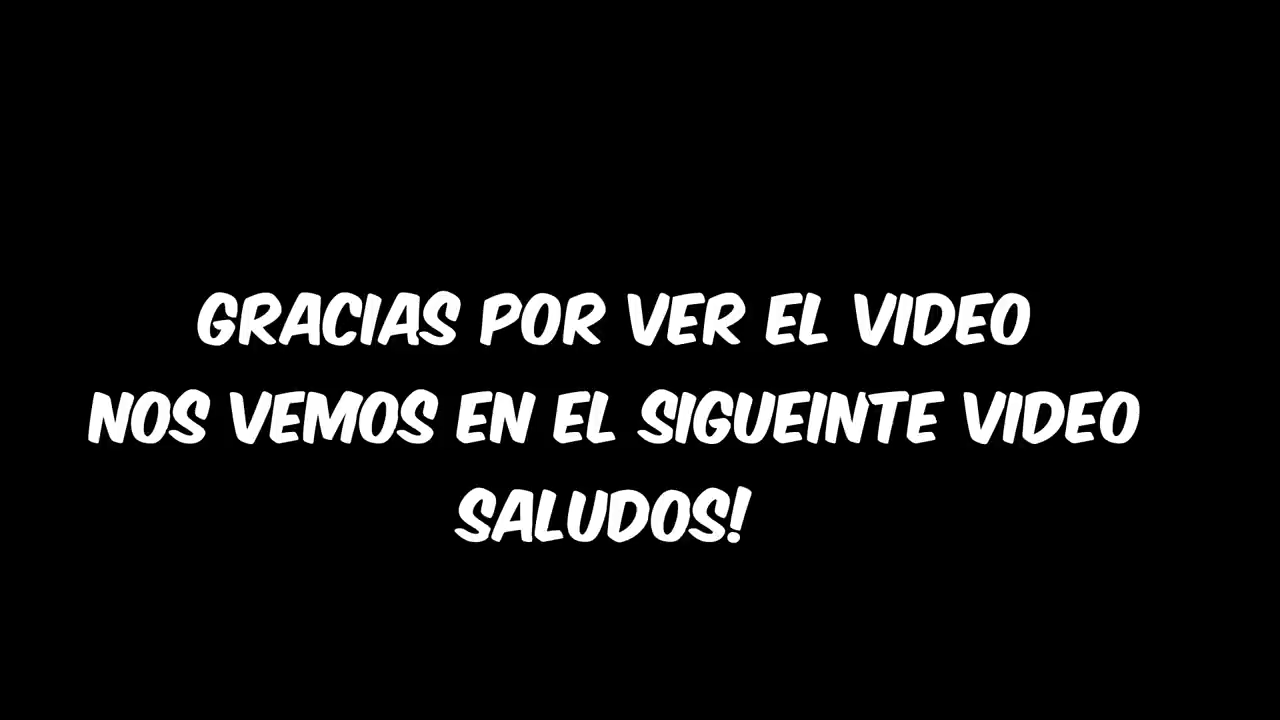 GRACIAS POR VER EL VIDEO
NOS VEMOS EN EL SIGUEINTE VIDEO
SALUDOS!